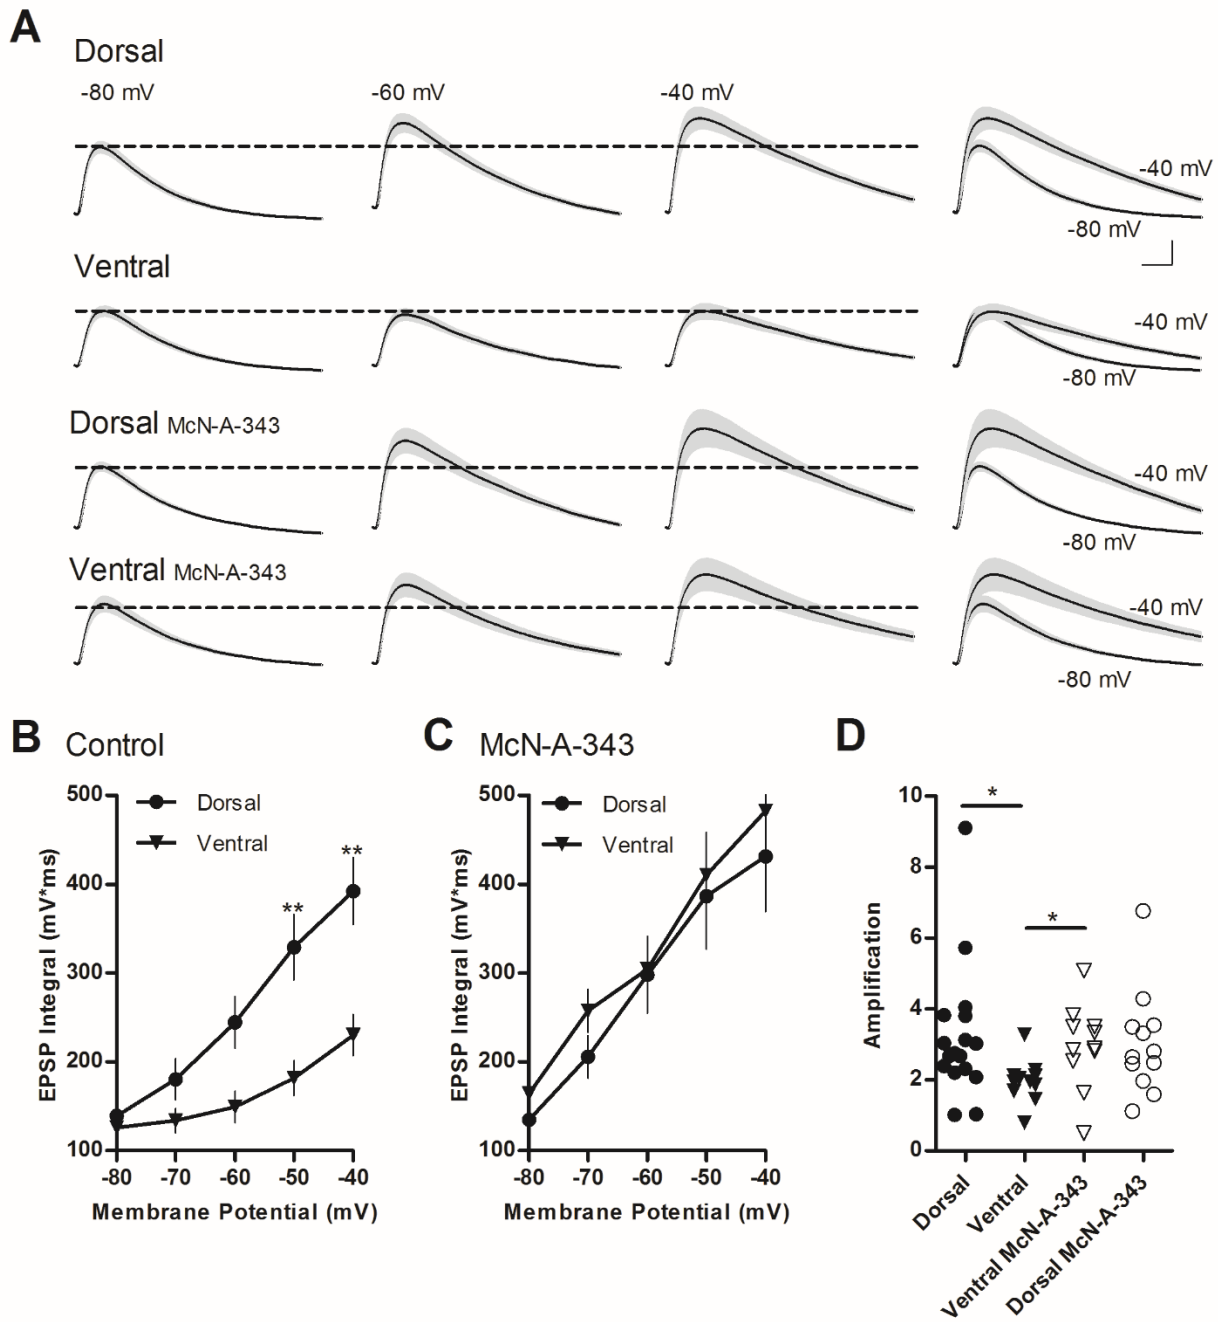 A
Dorsal
-80 mV -60 mV -40 mV
-40 mV
-80 mV
Ventral
-40 mV
-80 mV
Dorsal McN-A-343
-40 mV
-80 mV
Ventral McN-A-343
-40 mV
-80 mV
B Control
500
400
300
200
100
EPSP Integral (mV*ms)
Dorsal
Ventral
**
**
-80 -70 -60 -50 -40
Membrane Potential (mV)
C McN-A-343
500
400
300
200
100
EPSP Integral (mV*ms)
Dorsal
Ventral
-80 -70 -60 -50 -40
Membrane Potential (mV)
D
10
8
6
4
2
0
Amplification
*
*
Dorsal
Ventral
Ventral McN-A-343
Dorsal McN-A-343